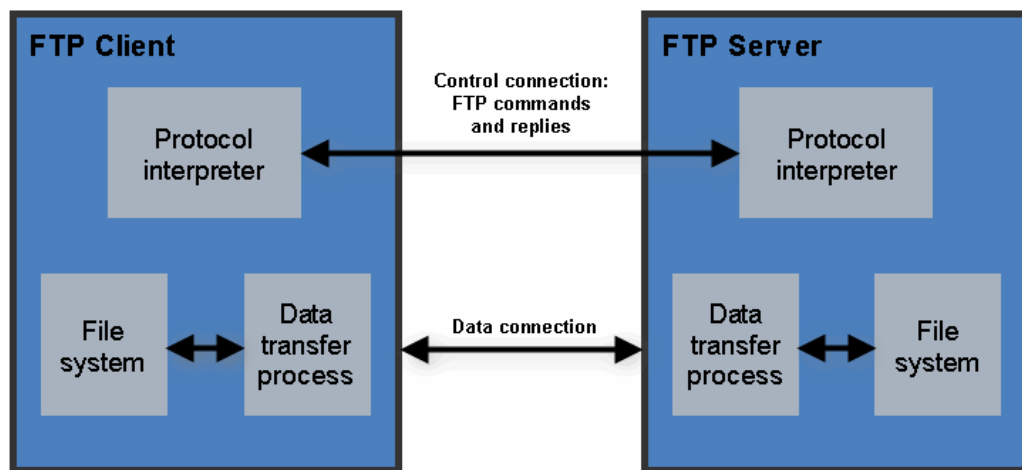 FTP Client
FTP Server
Control connection:
FTP commands
and replies
Protocol
interpreter
Protocol
interpreter
File
system
Data
transfer
process
Data connection
Data
transfer
process
File
system